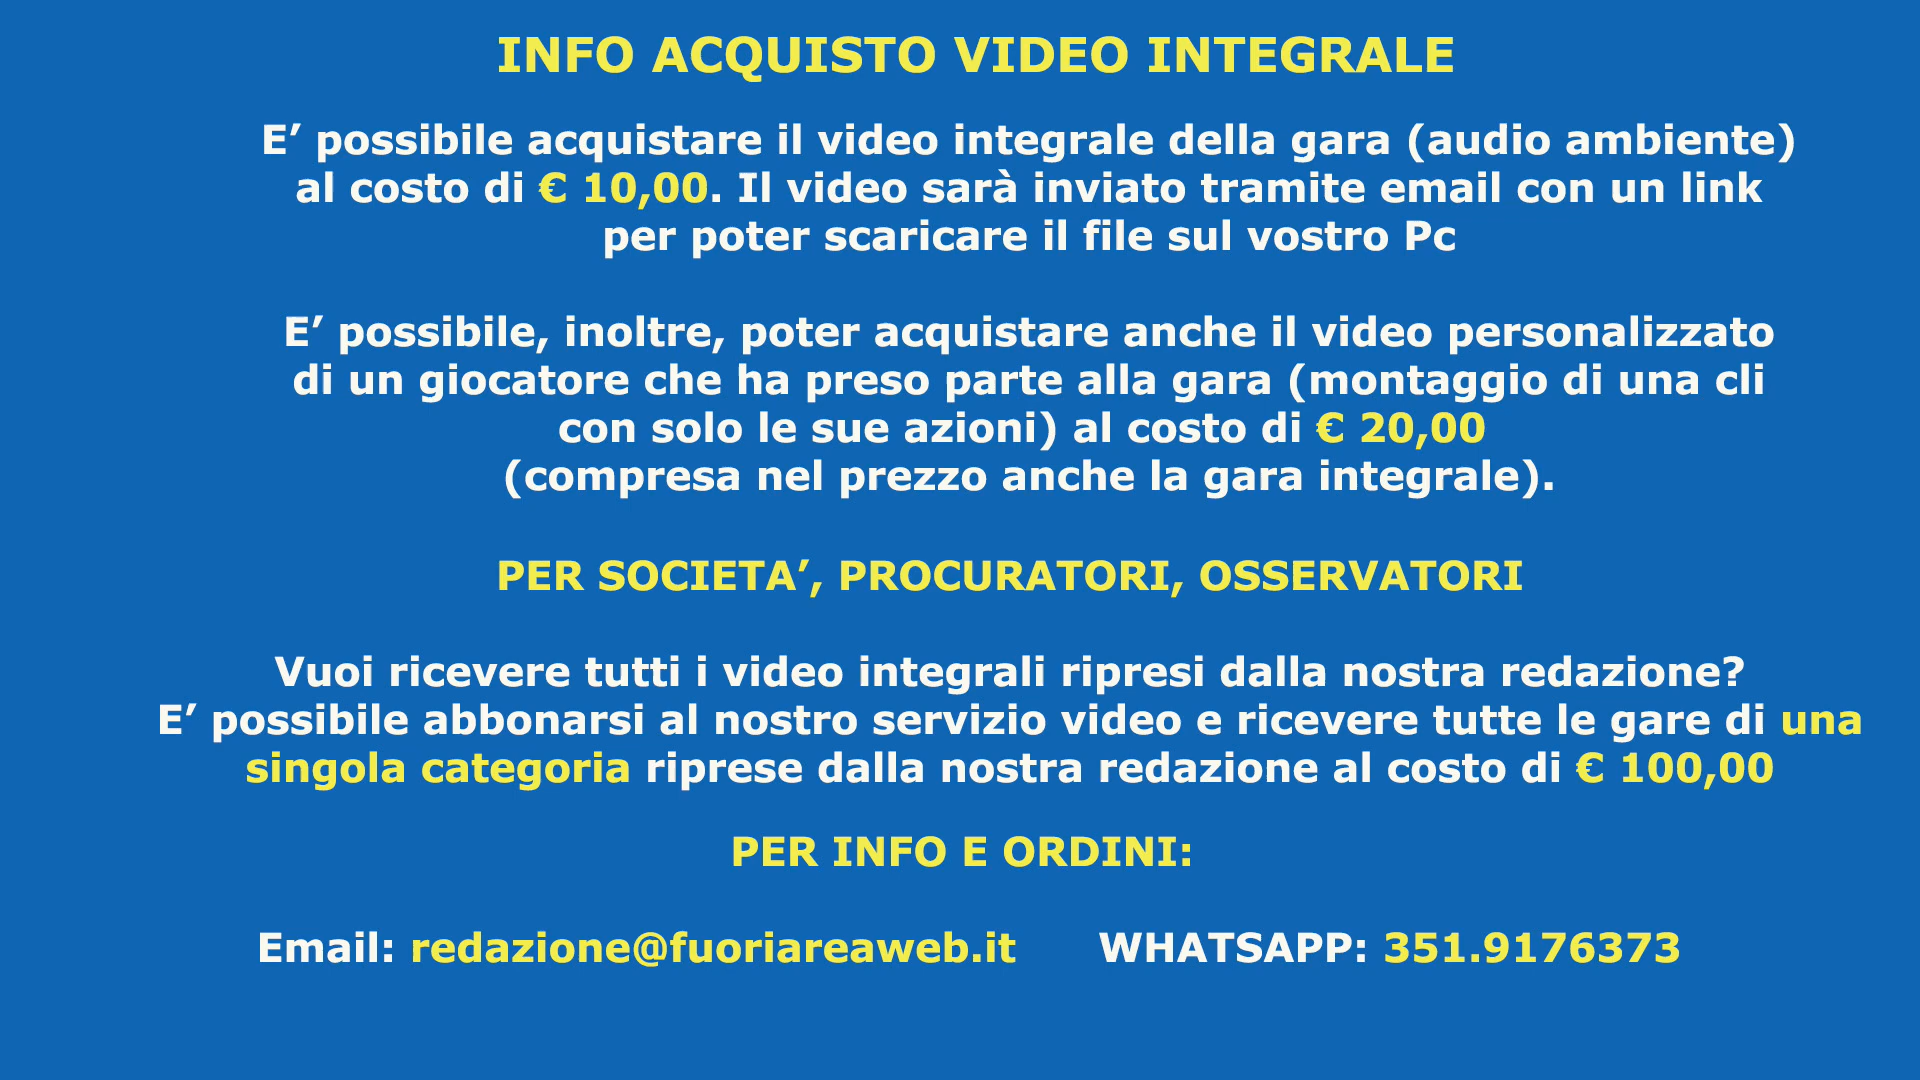 INFO ACQUISTO VIDEO INTEGRALE
E’ possibile acquistare il video integrale della gara (audio ambiente)
al costo di € 10,00. Il video sarà inviato tramite email con un link
per poter scaricare il file sul vostro Pc
E’ possibile, inoltre, poter acquistare anche il video personalizzato
di un giocatore che ha preso parte alla gara (montaggio di una cli
con solo le sue azioni) al costo di € 20,00
(compresa nel prezzo anche la gara integrale).
PER SOCIETA’, PROCURATORI, OSSERVATORI
Vuoi ricevere tutti i video integrali ripresi dalla nostra redazione?
E’ possibile abbonarsi al nostro servizio video e ricevere tutte le gare di una
singola categoria riprese dalla nostra redazione al costo di € 100,00
PER INFO E ORDINI:
Email: redazione@fuoriareaweb.it WHATSAPP: 351.9176373